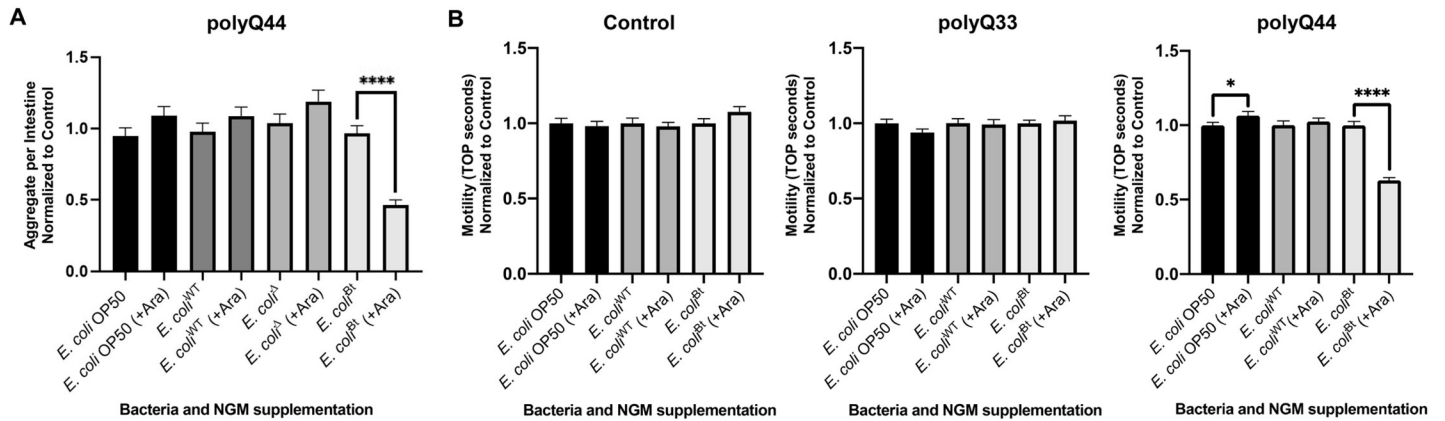 A
polyQ44
Aggregate per Intestine
Normalized to Control
1.5
1.0
0.5
0.0
****
E. coli OP50
E. coli OP50 (+Ara)
E. coliWT
E. coliWT (+Ara)
E. coliΔ
E. coliΔ (+Ara)
E. coliBt
E. coliBt (+Ara)
Bacteria and NGM supplementation
B
Control
Motility (TOP seconds)
Normalized to Control
1.5
1.0
0.5
0.0
E. coli OP50
E. coli OP50 (+Ara)
E. coliWT
E. coliWT (+Ara)
E. coliBt
E. coliBt (+Ara)
Bacteria and NGM supplementation
polyQ33
Motility (TOP seconds)
Normalized to Control
1.5
1.0
0.5
0.0
E. coli OP50
E. coli OP50 (+Ara)
E. coliWT
E. coliWT (+Ara)
E. coliBt
E. coliBt (+Ara)
Bacteria and NGM supplementation
polyQ44
Motility (TOP seconds)
Normalized to Control
1.5
1.0
0.5
0.0
*
****
E. coli OP50
E. coli OP50 (+Ara)
E. coliWT
E. coliWT (+Ara)
E. coliBt
E. coliBt (+Ara)
Bacteria and NGM supplementation